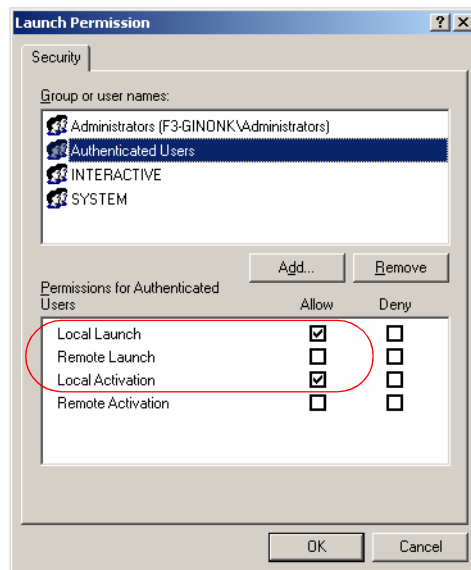 Launch Permission
Security
Group or user names:
Administrators (F3-GINONK\Administrators)
Authenticated Users
INTERACTIVE
SYSTEM
Add... Remove
Permissions for Authenticated
Users Allow Deny
Local Launch
Remote Launch
Local Activation
Remote Activation
OK Cancel